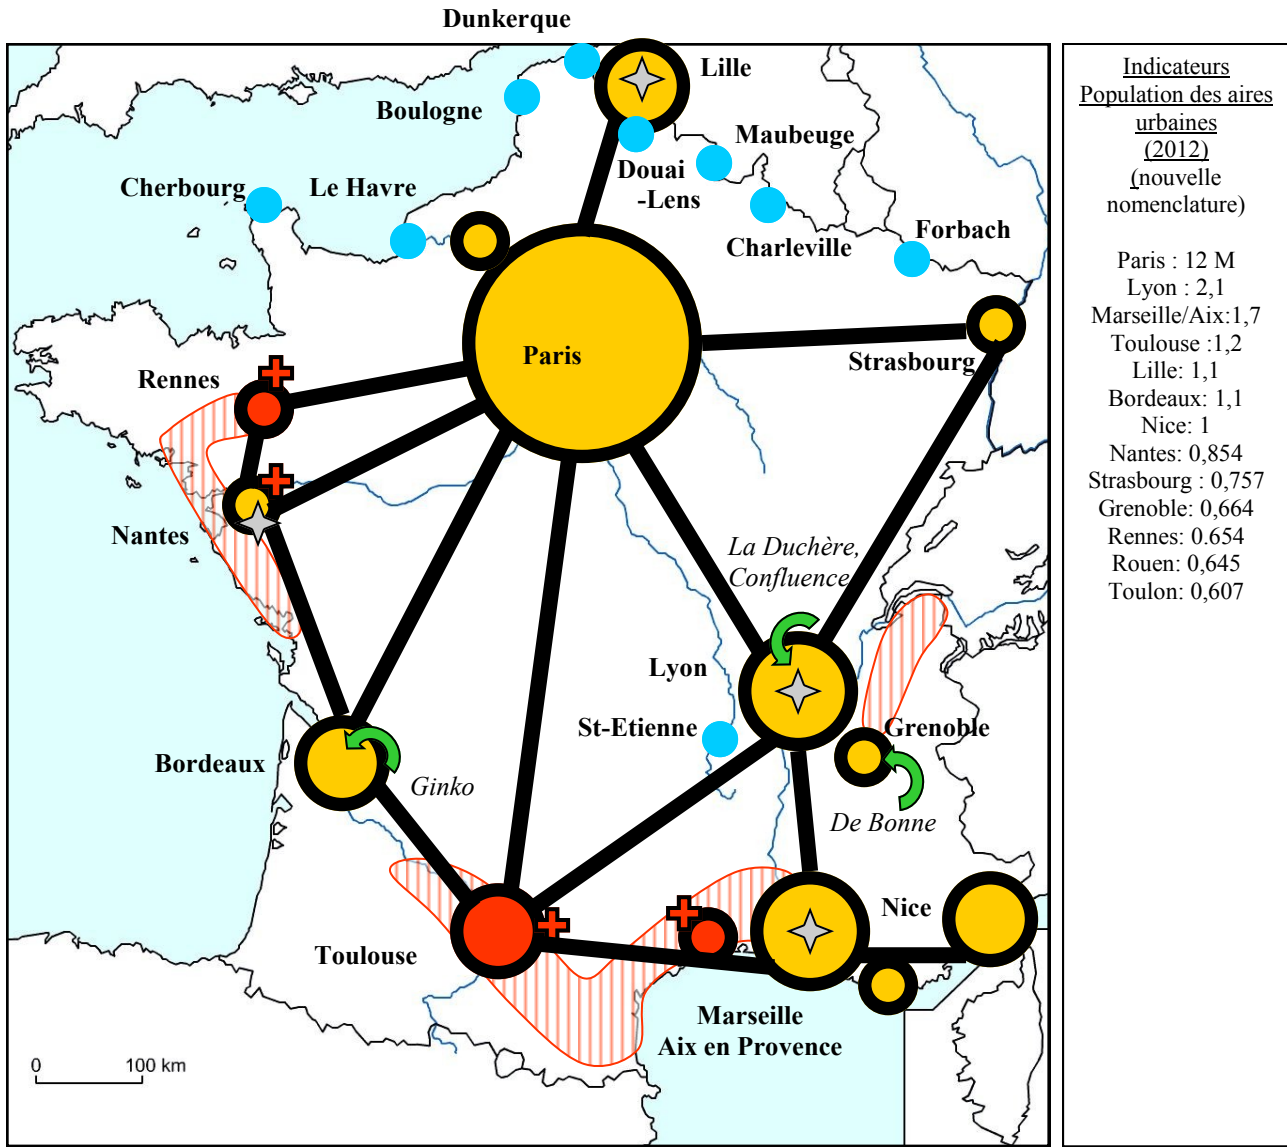 Dunkerque
Lille
Boulogne
Maubeuge
Cherbourg
Le Havre
Douai
-Lens
Charleville
Forbach
Paris
Strasbourg
Rennes
Nantes
La Duchère,
Confluence
Lyon
St-Etienne
Grenoble
Bordeaux
Ginko
De Bonne
Nice
Toulouse
Marseille
Aix en Provence
0 100 km
Indicateurs
Population des aires
urbaines
(2012)
(nouvelle
nomenclature)
Paris : 12 M
Lyon : 2,1
Marseille/Aix:1,7
Toulouse :1,2
Lille: 1,1
Bordeaux: 1,1
Nice: 1
Nantes: 0,854
Strasbourg : 0,757
Grenoble: 0,664
Rennes: 0.654
Rouen: 0,645
Toulon: 0,607